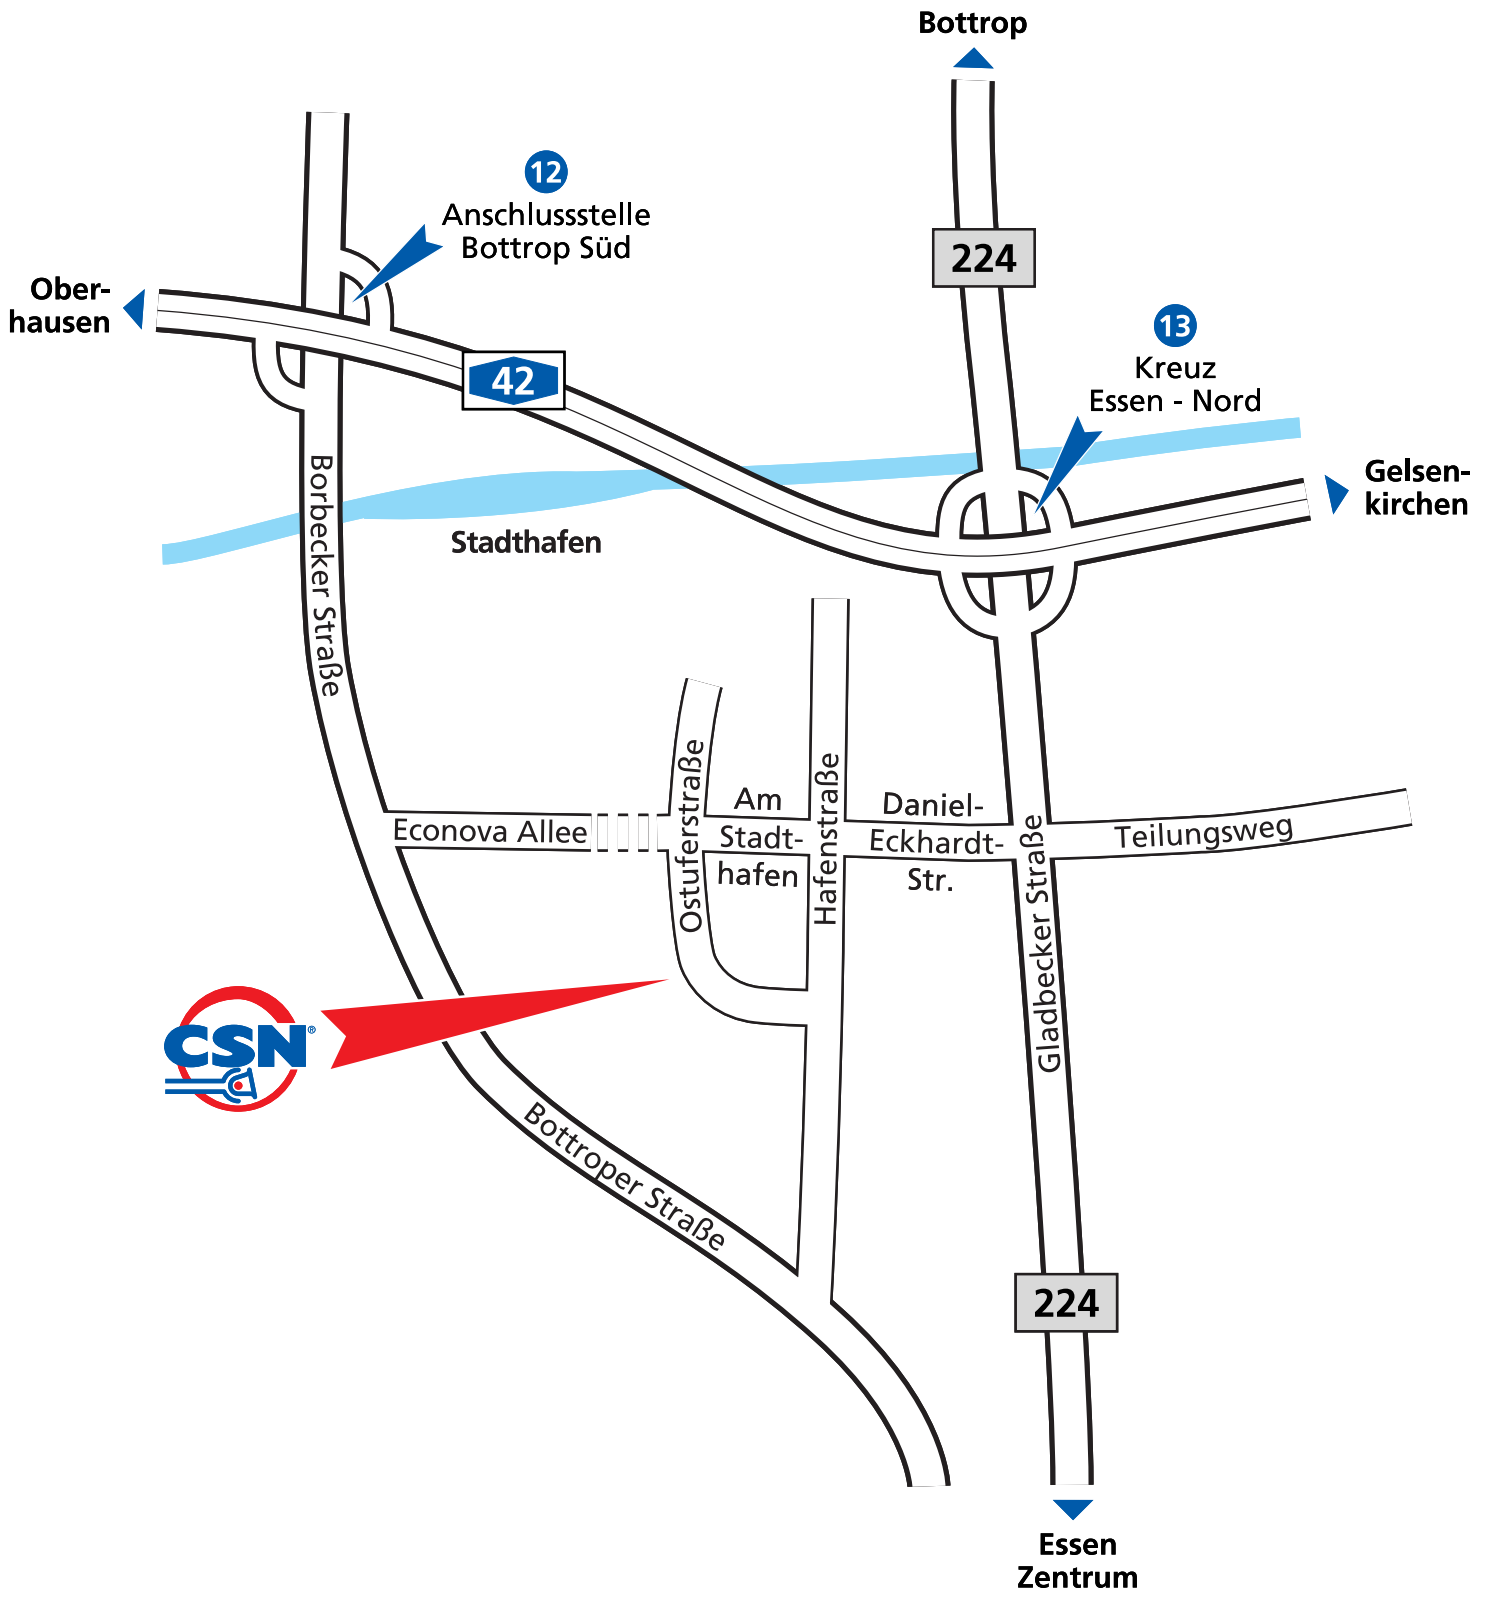 Bottrop
12
Anschlussstelle
Bottrop Süd
224
Ober-
hausen
13
Kreuz
Essen - Nord
42
Gelsen-
kirchen
Stadthafen
Borbecker Straße
Econova Allee
Ostuferstraße
Am
Stadt-
hafen
Hafenstraße
Daniel-
Eckhardt-
Str.
Gladbecker Straße
Teilungsweg
CSN®
Bottroper Straße
224
Essen
Zentrum